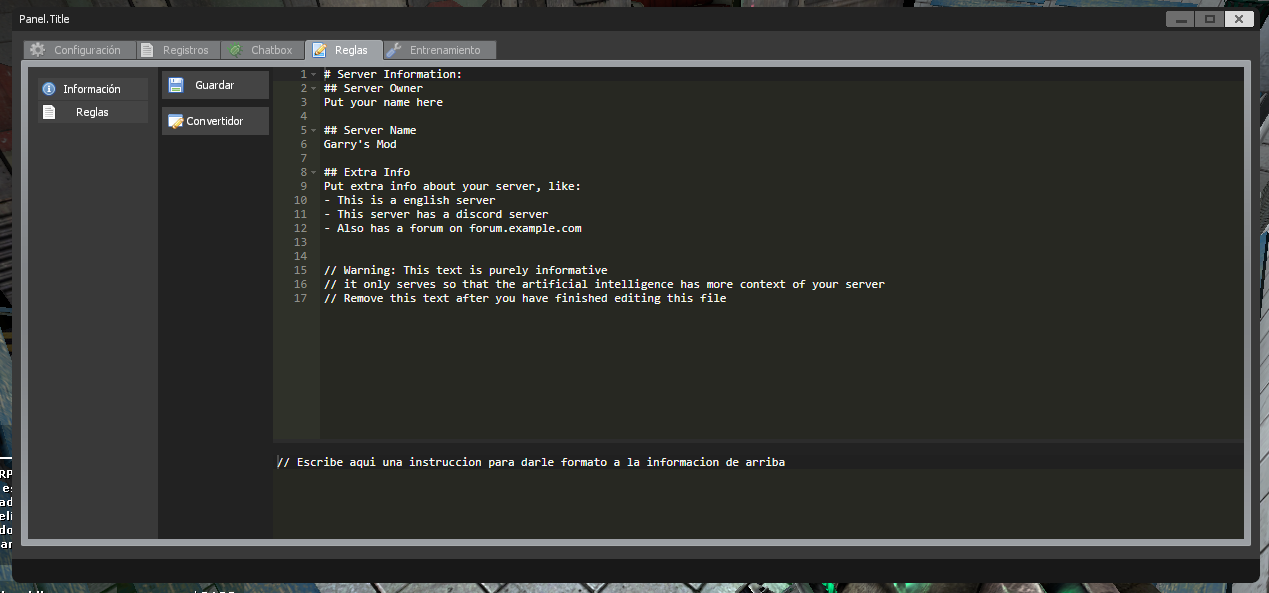 Panel.Title
Configuración Registros Chatbox Reglas Entrenamiento
Información
Reglas
Guardar
Convertidor
1 # Server Information:
2 ## Server Owner
3 Put your name here
4
5 ## Server Name
6 Garry's Mod
7
8 ## Extra Info
9 Put extra info about your server, like:
10 - This is a english server
11 - This server has a discord server
12 - Also has a forum on forum.example.com
13
14
15 // Warning: This text is purely informative
16 // it only serves so that the artificial intelligence has more context of your server
17 // Remove this text after you have finished editing this file
// Escribe aqui una instruccion para darle formato a la informacion de arriba